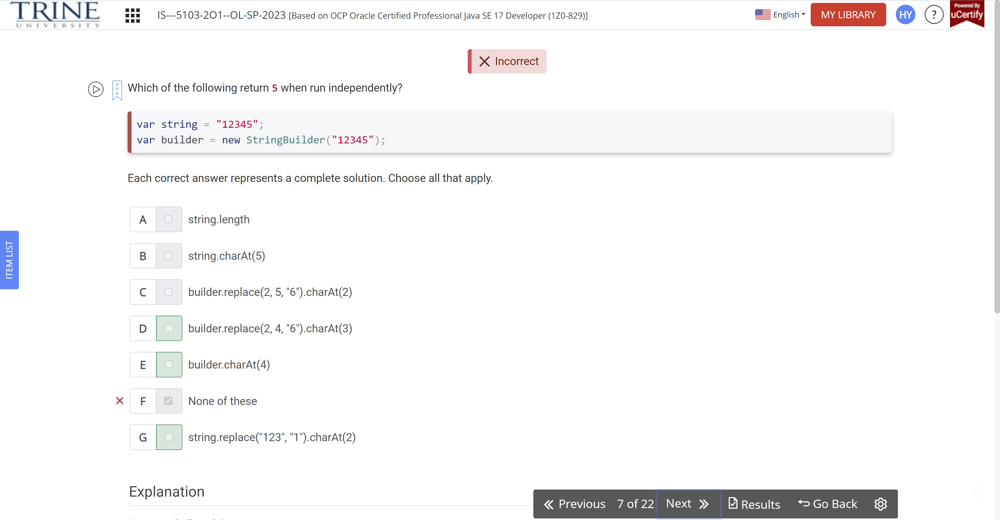 TRINE
UNIVERSITY
IS---5103-2O1--OL-SP-2023 [Based on OCP Oracle Certified Professional Java SE 17 Developer (1Z0-829)]
English
MY LIBRARY
HY
?
Powered By
uCertify
Incorrect
Which of the following return 5 when run independently?
var string = "12345";
var builder = new StringBuilder("12345");
Each correct answer represents a complete solution. Choose all that apply.
A string.length
B string.charAt(5)
C builder.replace(2, 5, "6").charAt(2)
D builder.replace(2, 4, "6").charAt(3)
E builder.charAt(4)
F None of these
G string.replace("123", "1").charAt(2)
ITEM LIST
Explanation
Previous 7 of 22 Next Results Go Back